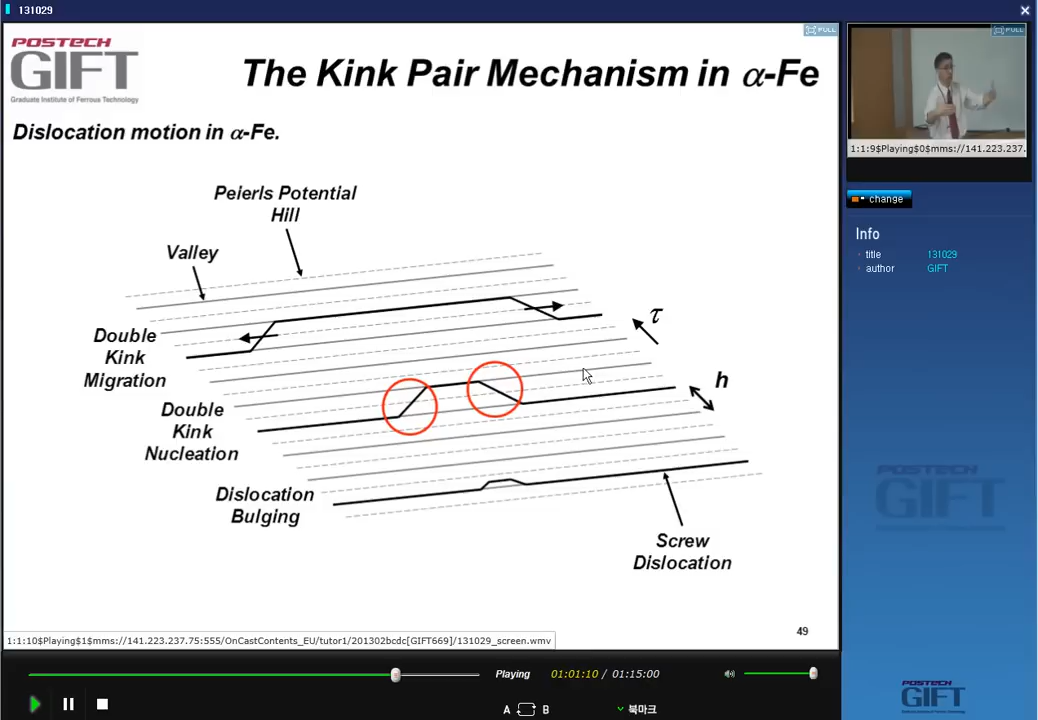 131029
POSTECH
GIFT
Graduate Institute of Ferrous Technology
FULL
The Kink Pair Mechanism in α-Fe
Dislocation motion in α-Fe.
Peierls Potential
Hill
Valley
Double
Kink
Migration
τ
h
Double
Kink
Nucleation
Dislocation
Bulging
Screw
Dislocation
49
1:1:10$Playing$1$mms://141.223.237.75:555/OnCastContents_EU/tutor1/201302bcdc[GIFT669]/131029_screen.wmv
Playing
01:01:10 / 01:15:00
A B
북마크
FULL
1:1:9$Playing$0$mms://141.223.237.
change
Info
title 131029
author GIFT
POSTECH
GIFT
POSTECH
GIFT